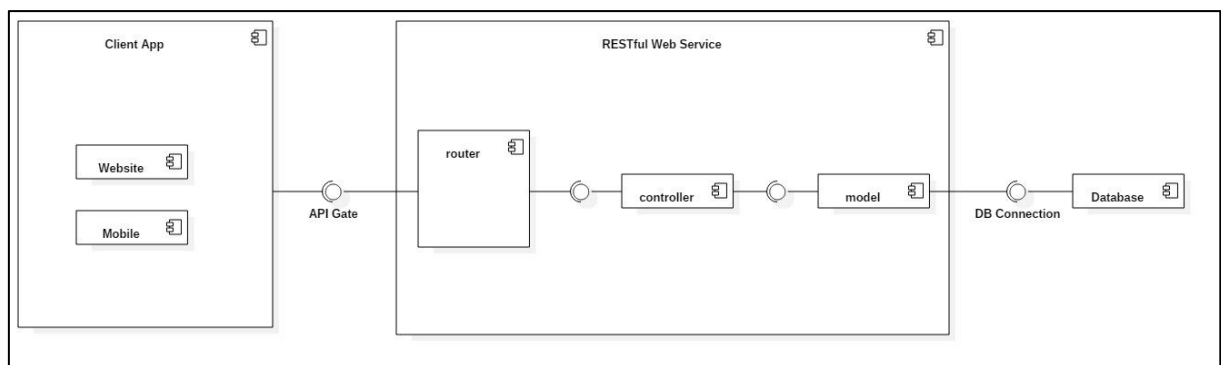 Client App
Website
Mobile
API Gate
RESTful Web Service
router
controller
model
DB Connection
Database